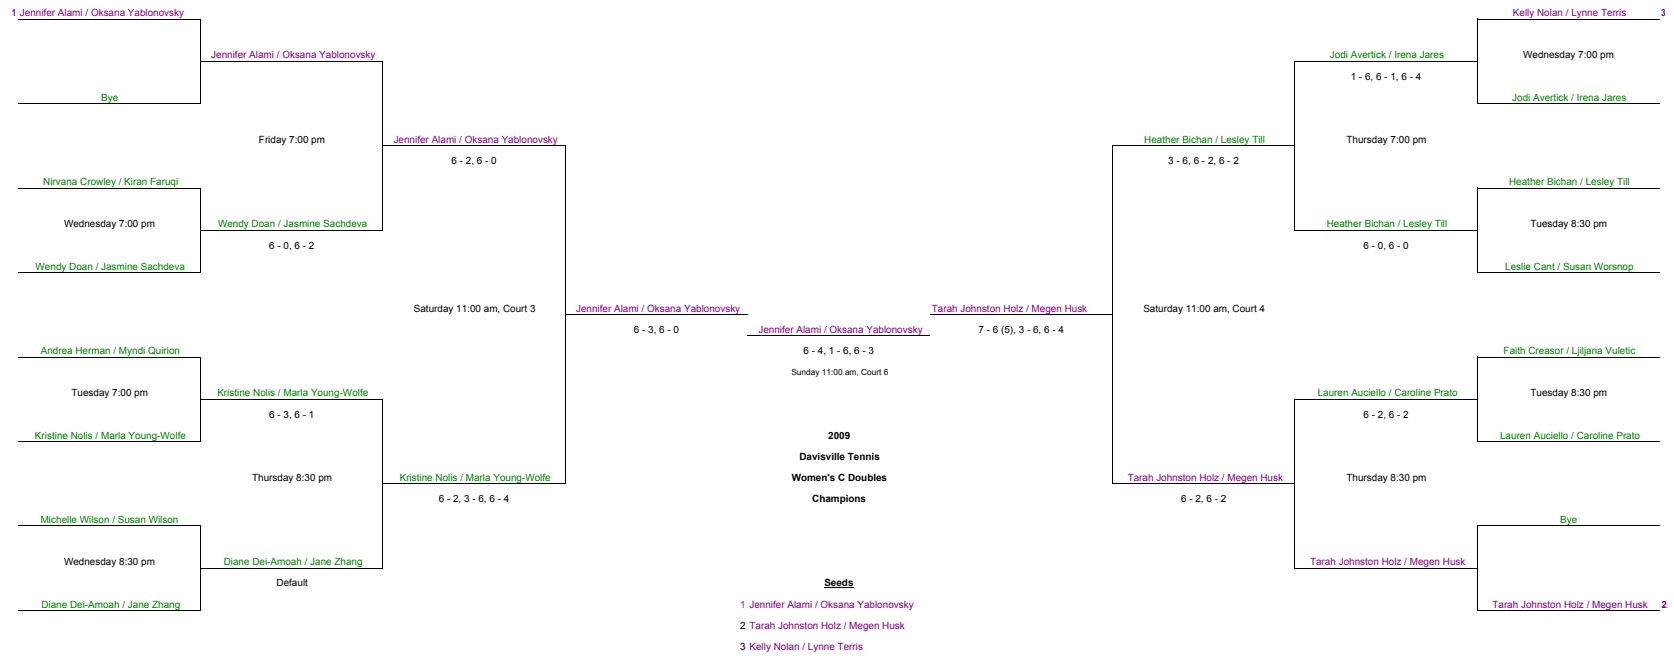 1 Jennifer Alami / Oksana Yablonovsky
Jennifer Alami / Oksana Yablonovsky
Bye
Friday 7:00 pm
Jennifer Alami / Oksana Yablonovsky
6 - 2, 6 - 0
Nirvana Crowley / Kiran Faruqi
Wednesday 7:00 pm
Wendy Doan / Jasmine Sachdeva
6 - 0, 6 - 2
Wendy Doan / Jasmine Sachdeva
Saturday 11:00 am, Court 3
Jennifer Alami / Oksana Yablonovsky
6 - 3, 6 - 0
Andrea Herman / Myndi Quirion
Tuesday 7:00 pm
Kristine Nolis / Marla Young-Wolfe
6 - 3, 6 - 1
Kristine Nolis / Marla Young-Wolfe
Thursday 8:30 pm
Kristine Nolis / Marla Young-Wolfe
6 - 2, 3 - 6, 6 - 4
Michelle Wilson / Susan Wilson
Wednesday 8:30 pm
Diane Dei-Amoah / Jane Zhang
Default
Diane Dei-Amoah / Jane Zhang
Jennifer Alami / Oksana Yablonovsky
6 - 4, 1 - 6, 6 - 3
Sunday 11:00 am, Court 6
2009
Davisville Tennis
Women's C Doubles
Champions
Seeds
1 Jennifer Alami / Oksana Yablonovsky
2 Tarah Johnston Holz / Megen Husk
3 Kelly Nolan / Lynne Terris
Kelly Nolan / Lynne Terris 3
Jodi Avertick / Irena Jares
Wednesday 7:00 pm
1 - 6, 6 - 1, 6 - 4
Jodi Avertick / Irena Jares
Heather Bichan / Lesley Till
Thursday 7:00 pm
3 - 6, 6 - 2, 6 - 2
Heather Bichan / Lesley Till
Heather Bichan / Lesley Till
Tuesday 8:30 pm
6 - 0, 6 - 0
Leslie Cant / Susan Worsnop
Tarah Johnston Holz / Megen Husk
Saturday 11:00 am, Court 4
7 - 6 (5), 3 - 6, 6 - 4
Faith Creasor / Ljiljana Vuletic
Lauren Auciello / Caroline Prato
Tuesday 8:30 pm
6 - 2, 6 - 2
Lauren Auciello / Caroline Prato
Tarah Johnston Holz / Megen Husk
Thursday 8:30 pm
6 - 2, 6 - 2
Bye
Tarah Johnston Holz / Megen Husk
Tarah Johnston Holz / Megen Husk 2